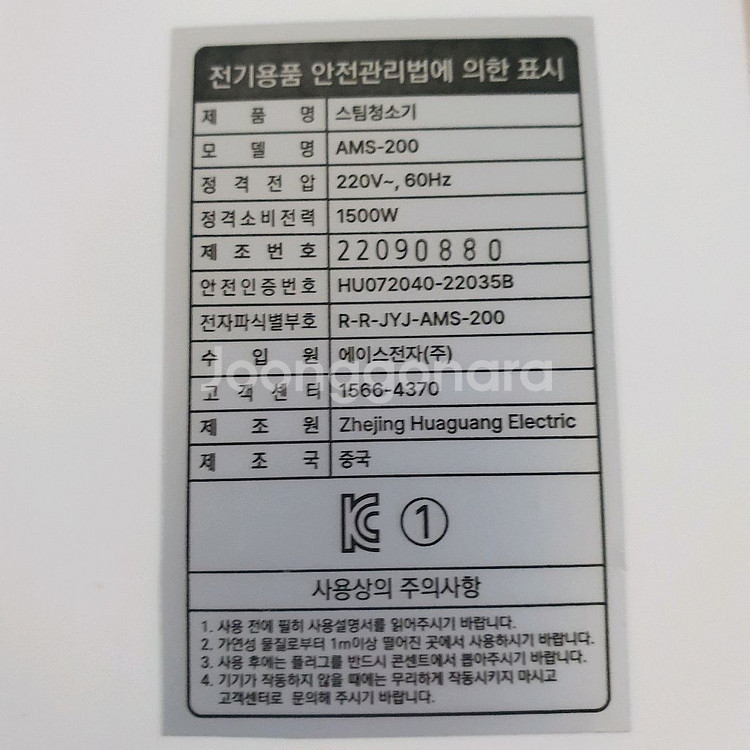 전기용품 안전관리법에 의한 표시
제 품 명 스팀청소기
모 델 명 AMS-200
정 격 전 압 220V~, 60Hz
정격소비전력 1500W
제 조 번 호 22090880
안전인증번호 HU072040-22035B
전자파식별부호 R-R-JYJ-AMS-200
수 입 원 에이스전자(주)
Joonggonara
고 객 센 터 1566-4370
제 조 원 Zhejing Huaguang Electric
제 조 국 중국
KC ①
사용상의 주의사항
1. 사용 전에 필히 사용설명서를 읽어주시기 바랍니다.
2. 가연성 물질로부터 1m이상 떨어진 곳에서 사용하시기 바랍니다.
3. 사용 후에는 플러그를 반드시 콘센트에서 뽑아주시기 바랍니다.
4. 기기가 작동하지 않을 때에는 무리하게 작동시키지 마시고
고객센터로 문의해 주시기 바랍니다.